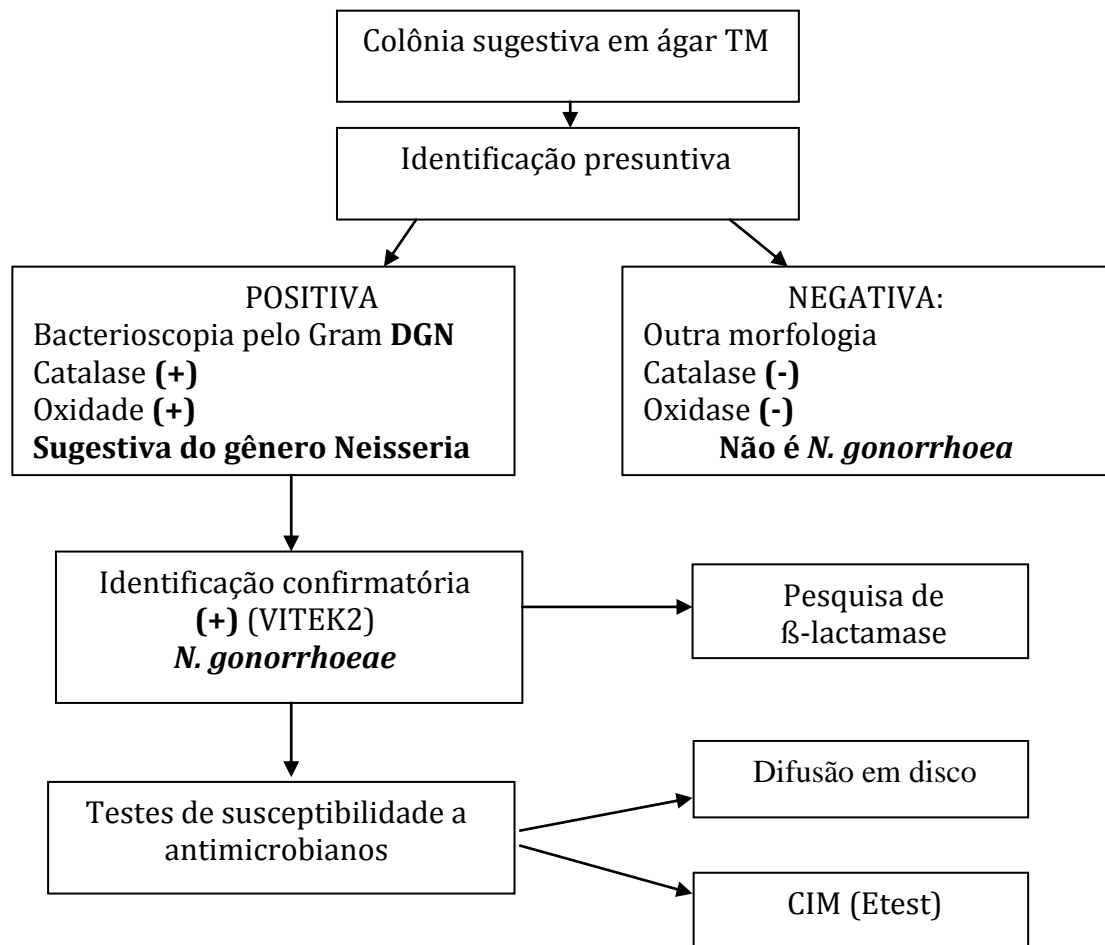 Colônia sugestiva em ágar TM
Identificação presuntiva
POSITIVA
Bacterioscopia pelo Gram DGN
Catalase (+)
Oxidade (+)
Sugestiva do gênero Neisseria
NEGATIVA:
Outra morfologia
Catalase (-)
Oxidase (-)
Não é N. gonorrhoea
Identificação confirmatória
(+) (VITEK2)
N. gonorrhoeae
Pesquisa de
ß-lactamase
Testes de susceptibilidade a
antimicrobianos
Difusão em disco
CIM (Etest)